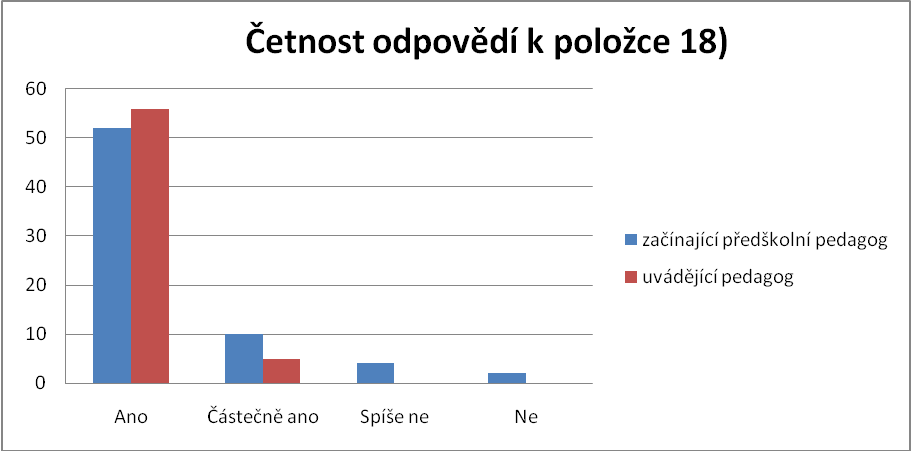 Četnost odpovědí k položce 18)
60
50
40
30
20
10
0
Ano
Částečně ano
Spíše ne
Ne
začínající předškolní pedagog
uvádějící pedagog